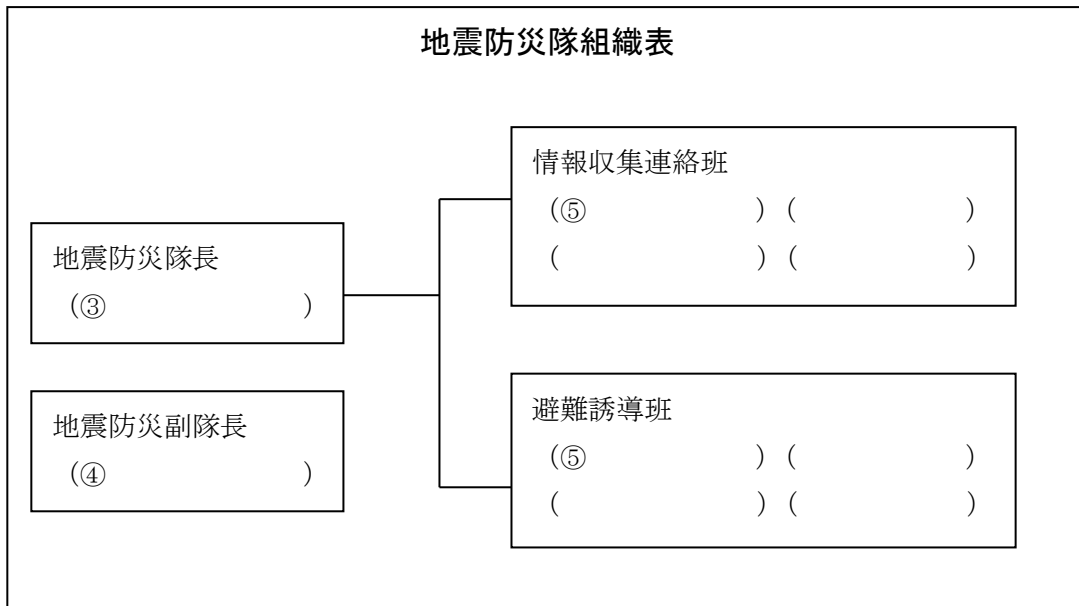 地震防災隊組織表
地震防災隊長
(③　　　　　　)
地震防災副隊長
(④　　　　　　)
情報収集連絡班
(⑤　　　　　) (　　　　　)
(　　　　　　) (　　　　　)
避難誘導班
(⑤　　　　　) (　　　　　)
(　　　　　　) (　　　　　)